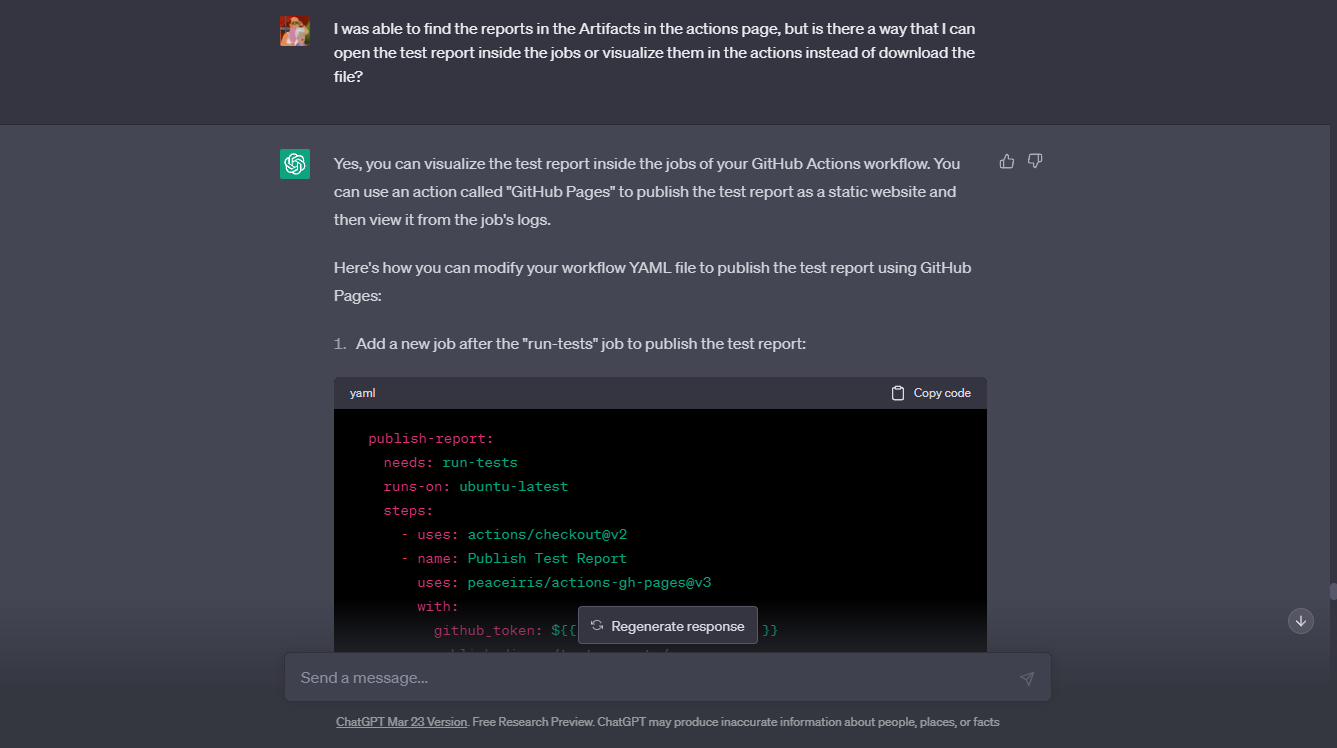 I was able to find the reports in the Artifacts in the actions page, but is there a way that I can
open the test report inside the jobs or visualize them in the actions instead of download the
file?
Yes, you can visualize the test report inside the jobs of your GitHub Actions workflow. You
can use an action called "GitHub Pages" to publish the test report as a static website and
then view it from the job's logs.
Here's how you can modify your workflow YAML file to publish the test report using GitHub
Pages:
1. Add a new job after the "run-tests" job to publish the test report:
yaml
Copy code
publish-report:
needs: run-tests
runs-on: ubuntu-latest
steps:
- uses: actions/checkout@v2
- name: Publish Test Report
uses: peaceiris/actions-gh-pages@v3
with:
github_token: ${{ }}
Regenerate response
Send a message...
ChatGPT Mar 23 Version. Free Research Preview. ChatGPT may produce inaccurate information about people, places, or facts